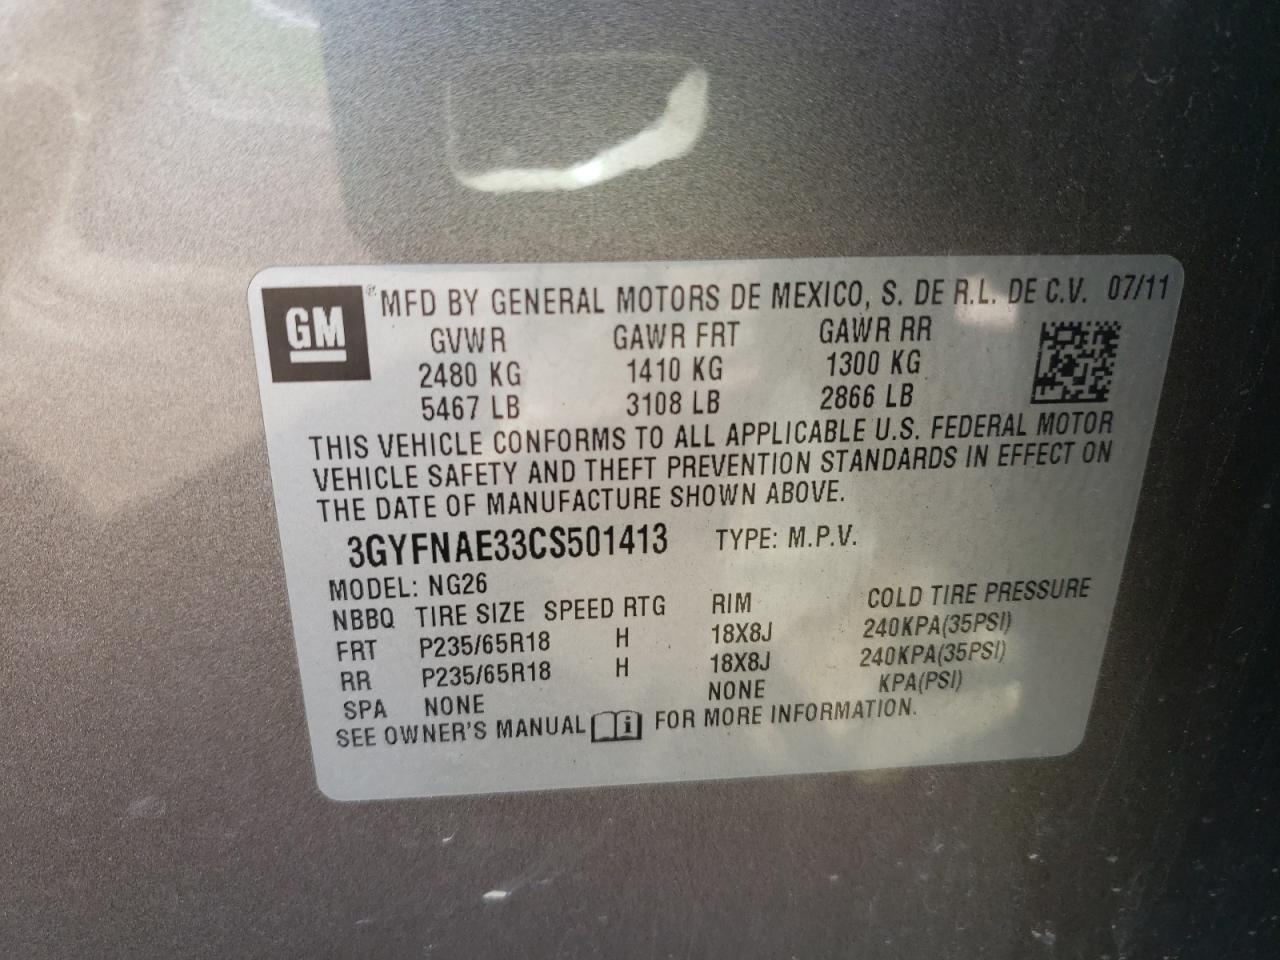 GM ® MFD BY GENERAL MOTORS DE MEXICO, S. DE R.L. DE C.V. 07/11
GVWR GAWR FRT GAWR RR
2480 KG 1410 KG 1300 KG
5467 LB 3108 LB 2866 LB
THIS VEHICLE CONFORMS TO ALL APPLICABLE U.S. FEDERAL MOTOR
VEHICLE SAFETY AND THEFT PREVENTION STANDARDS IN EFFECT ON
THE DATE OF MANUFACTURE SHOWN ABOVE.
3GYFNAE33CS501413 TYPE: M.P.V.
MODEL: NG26
NBBQ TIRE SIZE SPEED RTG RIM COLD TIRE PRESSURE
FRT P235/65R18 H 18X8J 240KPA(35PSI)
RR P235/65R18 H 18X8J 240KPA(35PSI)
SPA NONE NONE KPA(PSI)
SEE OWNER'S MANUAL i FOR MORE INFORMATION.